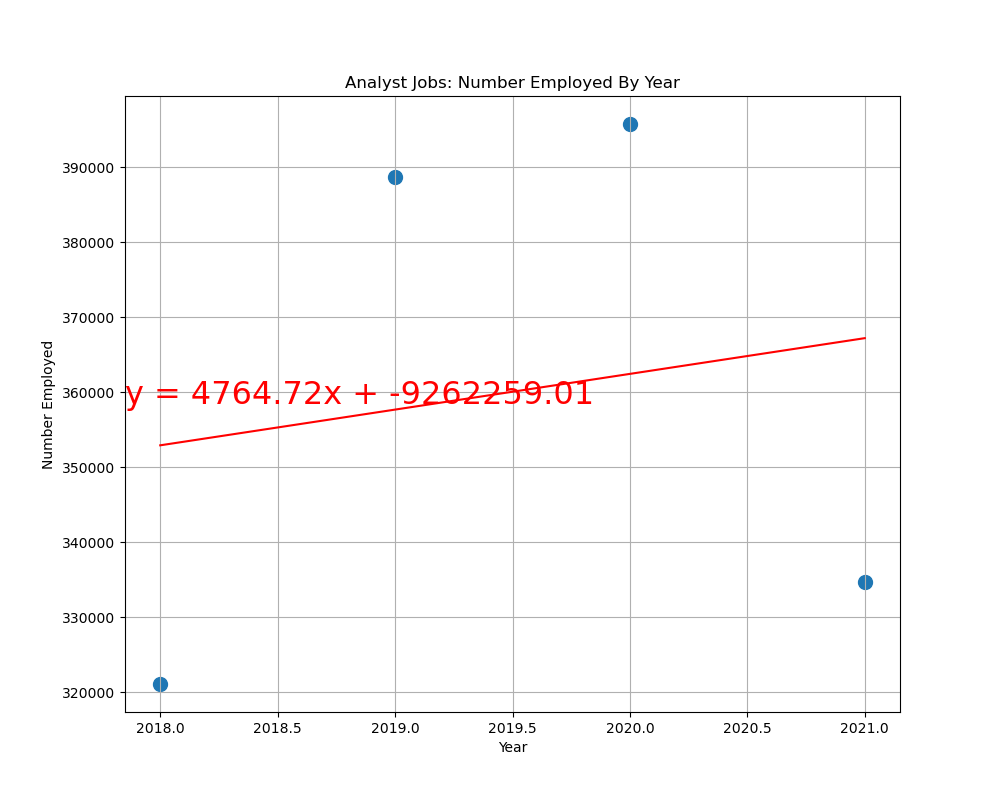 Analyst Jobs: Number Employed By Year
Number Employed
390000
380000
370000
360000
350000
340000
330000
320000
y = 4764.72x + -9262259.01
2018.0 2018.5 2019.0 2019.5 2020.0 2020.5 2021.0
Year